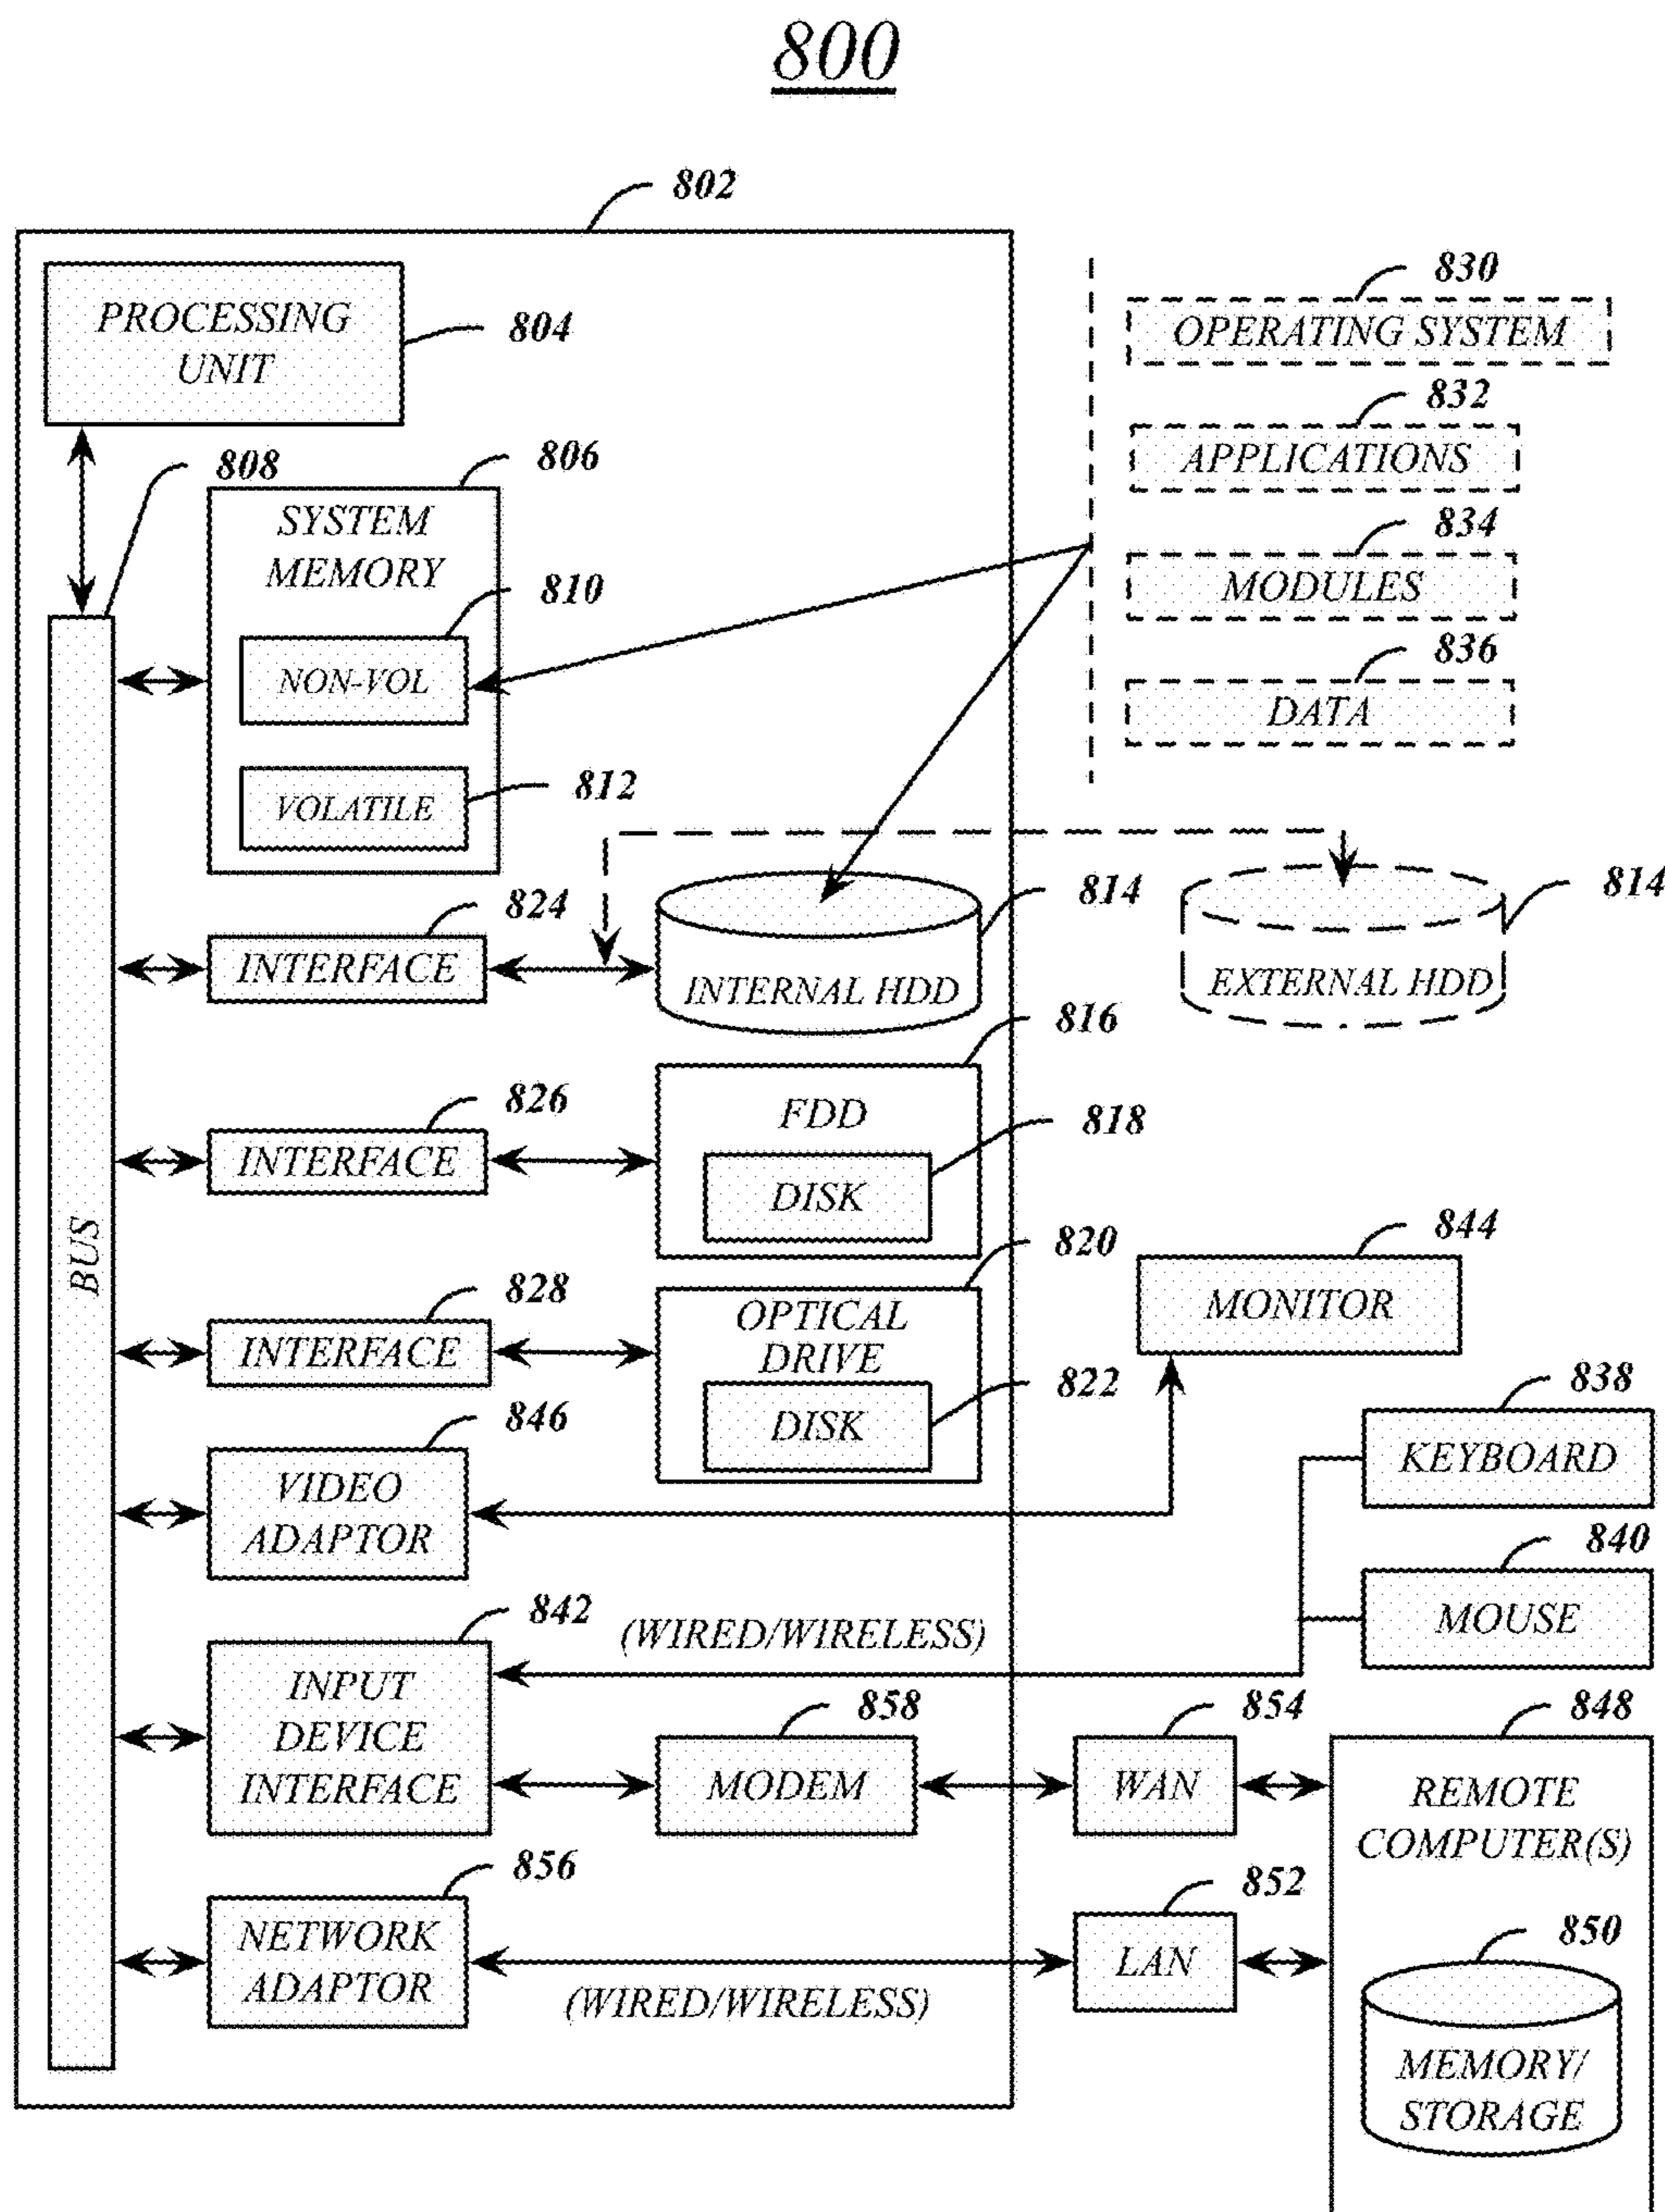 800
802
PROCESSING
UNIT
804
830
OPERATING SYSTEM
832
APPLICATIONS
834
MODULES
836
DATA
808
806
SYSTEM
MEMORY
810
NON-VOL
812
VOLATILE
824
INTERFACE
814
INTERNAL HDD
814
EXTERNAL HDD
816
FDD
818
DISK
826
INTERFACE
BUS
820
OPTICAL
DRIVE
822
DISK
828
INTERFACE
844
MONITOR
838
KEYBOARD
846
VIDEO
ADAPTOR
840
MOUSE
842
INPUT
DEVICE
INTERFACE
(WIRED/WIRELESS)
858
MODEM
854
WAN
848
REMOTE
COMPUTER(S)
856
NETWORK
ADAPTOR
(WIRED/WIRELESS)
852
LAN
850
MEMORY/
STORAGE